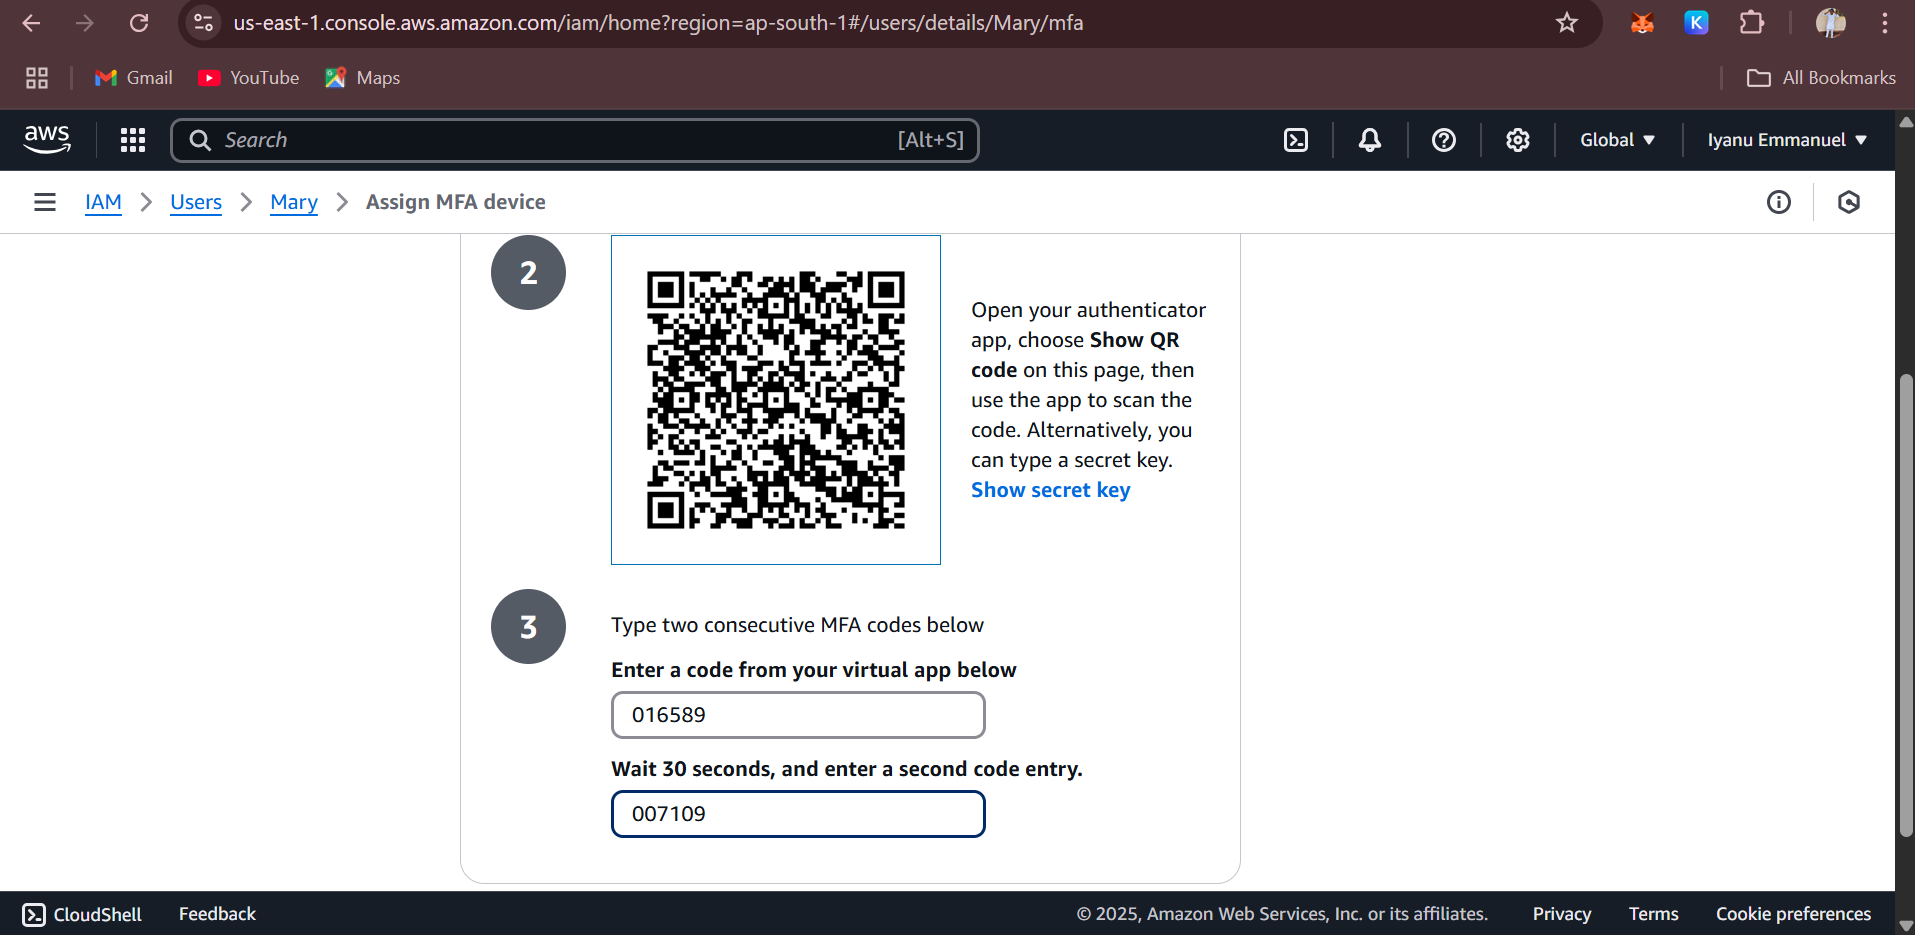 us-east-1.console.aws.amazon.com/iam/home?region=ap-south-1#/users/details/Mary/mfa
K
Gmail
YouTube
Maps
All Bookmarks
aws
Search
[Alt+S]
Global
Iyanu Emmanuel
IAM
Users
Mary
Assign MFA device
2
Open your authenticator
app, choose Show QR
code on this page, then
use the app to scan the
code. Alternatively, you
can type a secret key.
Show secret key
3
Type two consecutive MFA codes below
Enter a code from your virtual app below
016589
Wait 30 seconds, and enter a second code entry.
007109
CloudShell
Feedback
© 2025, Amazon Web Services, Inc. or its affiliates.
Privacy
Terms
Cookie preferences